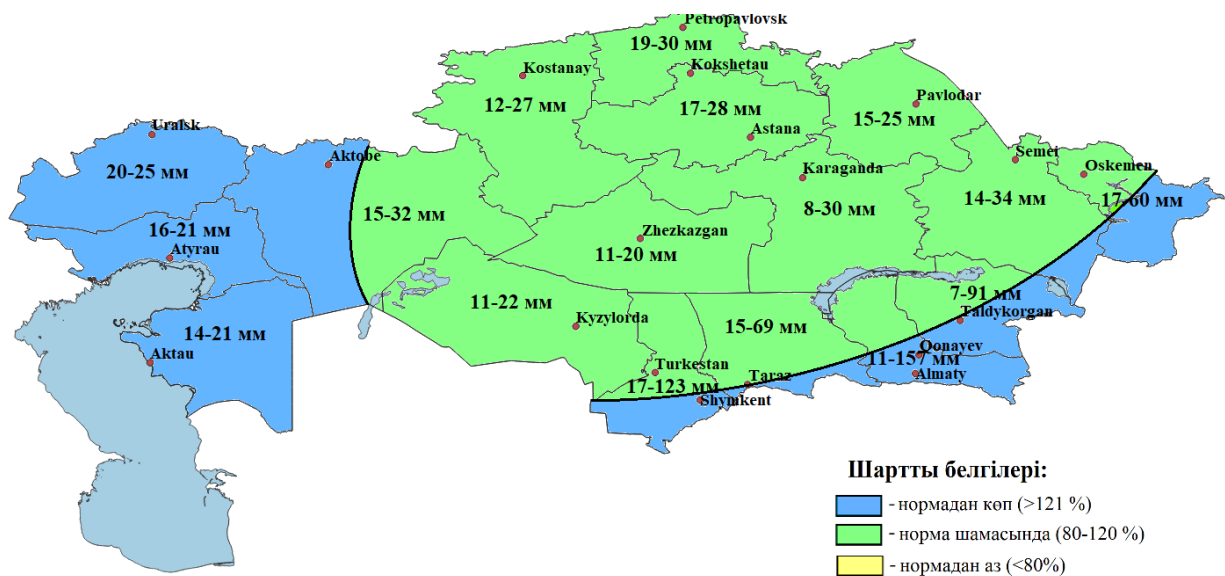 Petropavlovsk
19-30 мм
Kostanay
Kokshetau
12-27 мм
17-28 мм
Pavlodar
15-25 мм
Uralsk
Astana
Aktobe
Semei
Karaganda
Oskemen
20-25 мм
14-34 мм
17-60 мм
15-32 мм
8-30 мм
16-21 мм
Zhezkazgan
Atyrau
11-20 мм
7-91 мм
11-22 мм
Taldykorgan
14-21 мм
Kyzylorda
15-69 мм
Aktau
Qonayev
11-157 мм
Turkestan
Almaty
17-123 мм
Taraz
Shymkent
Шартты белгілері:
- нормадан көп (>121 %)
- норма шамасында (80-120 %)
- нормадан аз (<80%)